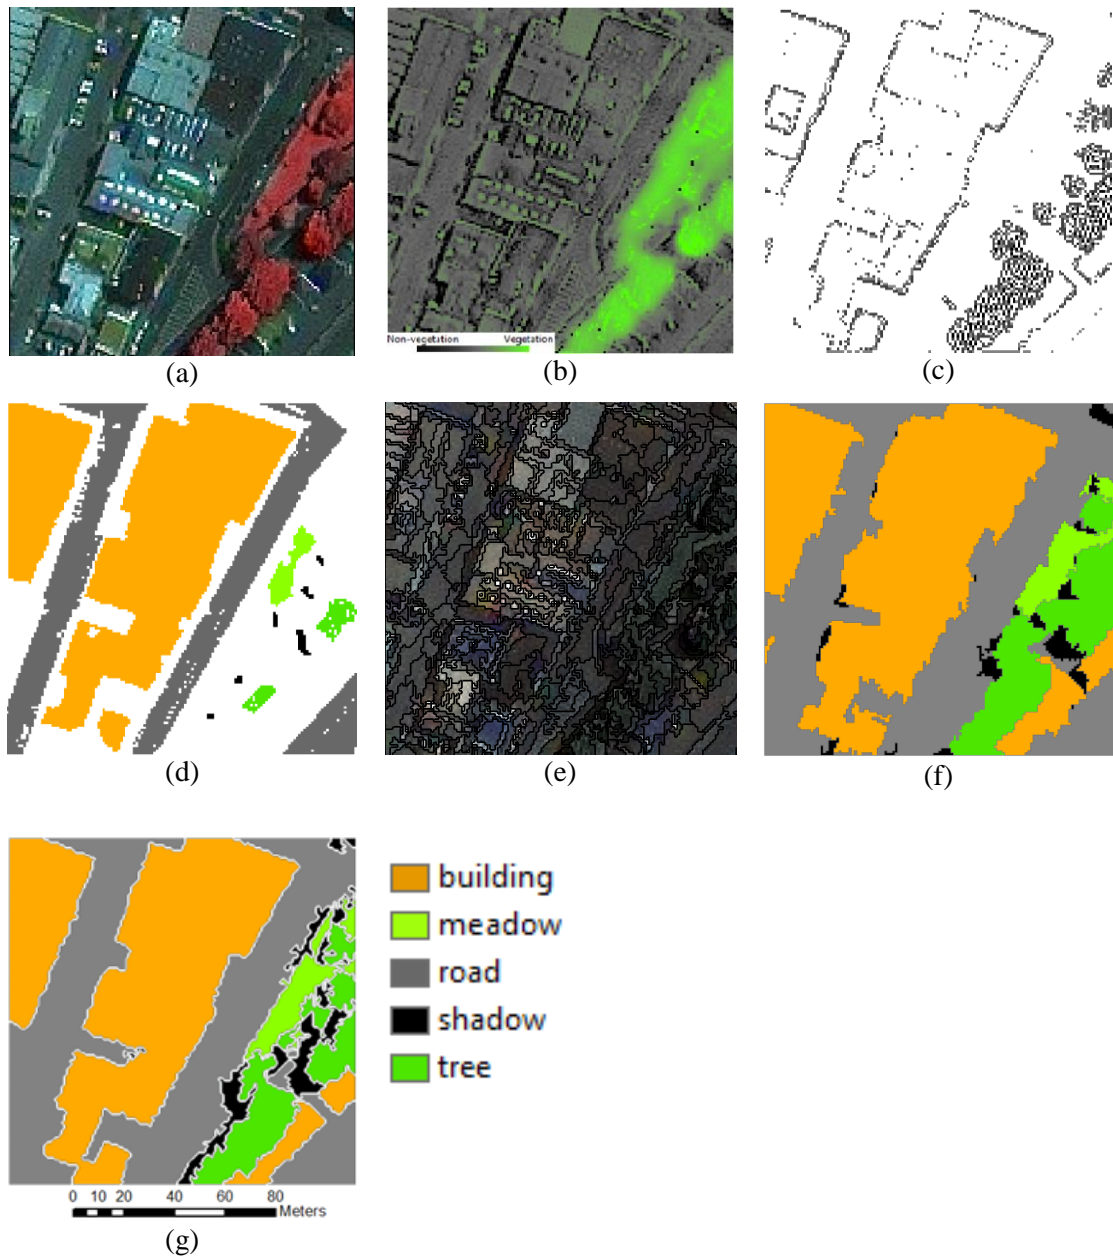 Non-vegetation Vegetation
(a)
(b)
(c)
(d)
(e)
(f)
building
meadow
road
shadow
tree
0 10 20 40 60 80
Meters
(g)